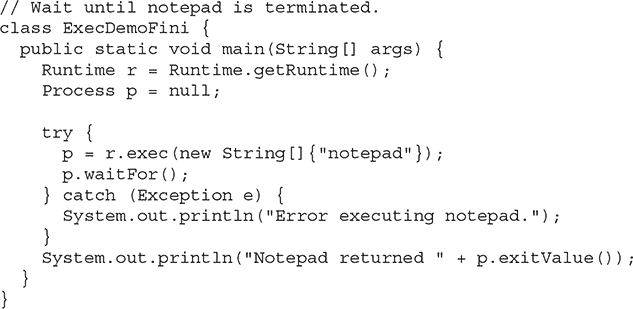 // Wait until notepad is terminated.
class ExecDemoFini {
  public static void main(String[] args) {
    Runtime r = Runtime.getRuntime();
    Process p = null;

    try {
      p = r.exec(new String[]{"notepad"});
      p.waitFor();
    } catch (Exception e) {
      System.out.println("Error executing notepad.");
    }
    System.out.println("Notepad returned " + p.exitValue());
  }
}